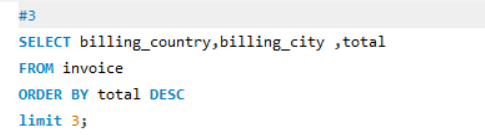 #3
SELECT billing_country,billing_city ,total
FROM invoice
ORDER BY total DESC
limit 3;